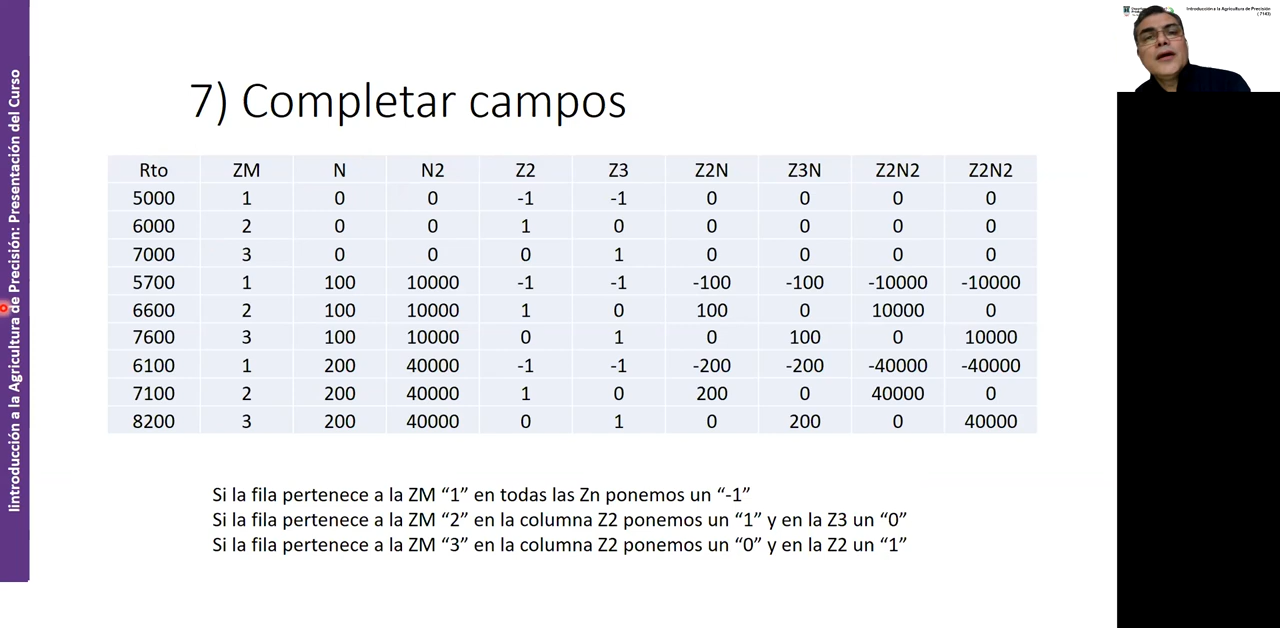 Introducción a la Agricultura de Precisión
(7143)
Iintroducción a la Agricultura de Precisión: Presentación del Curso
7) Completar campos
Rto ZM N N2 Z2 Z3 Z2N Z3N Z2N2 Z2N2
5000 1 0 0 -1 -1 0 0 0 0
6000 2 0 0 1 0 0 0 0 0
7000 3 0 0 0 1 0 0 0 0
5700 1 100 10000 -1 -1 -100 -100 -10000 -10000
6600 2 100 10000 1 0 100 0 10000 0
7600 3 100 10000 0 1 0 100 0 10000
6100 1 200 40000 -1 -1 -200 -200 -40000 -40000
7100 2 200 40000 1 0 200 0 40000 0
8200 3 200 40000 0 1 0 200 0 40000
Si la fila pertenece a la ZM “1” en todas las Zn ponemos un “-1”
Si la fila pertenece a la ZM “2” en la columna Z2 ponemos un “1” y en la Z3 un “0”
Si la fila pertenece a la ZM “3” en la columna Z2 ponemos un “0” y en la Z2 un “1”